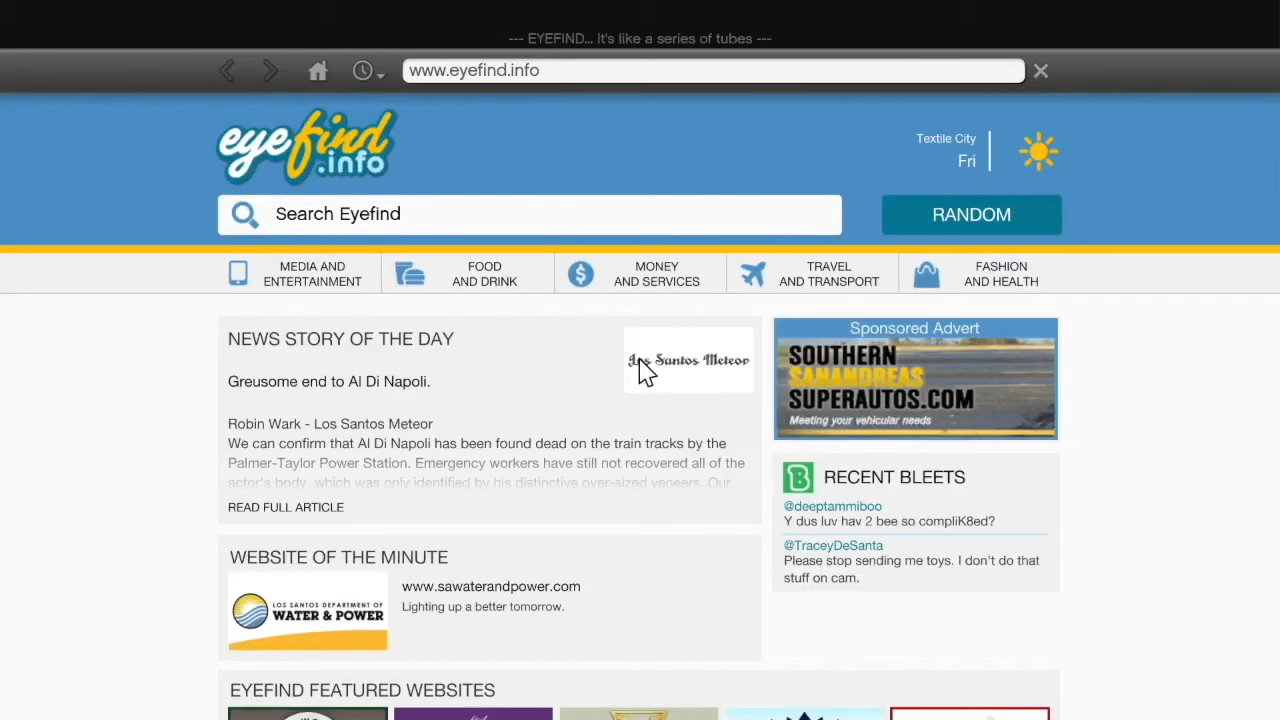 --- EYEFIND... It's like a series of tubes ---
www.eyefind.info
eyefind
.info
Textile City
Fri
Search Eyefind
RANDOM
MEDIA AND
ENTERTAINMENT
FOOD
AND DRINK
MONEY
AND SERVICES
TRAVEL
AND TRANSPORT
FASHION
AND HEALTH
NEWS STORY OF THE DAY
Los Santos Meteor
Greusome end to Al Di Napoli.
Robin Wark - Los Santos Meteor
We can confirm that Al Di Napoli has been found dead on the train tracks by the
Palmer-Taylor Power Station. Emergency workers have still not recovered all of the
actor's body, which was only identified by his distinctive over-sized veneers. Our
READ FULL ARTICLE
Sponsored Advert
SOUTHERN
SANANDREAS
SUPERAUTOS.COM
Meeting your vehicular needs
RECENT BLEETS
@deeptammiboo
Y dus luv hav 2 bee so compliK8ed?
@TraceyDeSanta
Please stop sending me toys. I don't do that
stuff on cam.
WEBSITE OF THE MINUTE
LOS SANTOS DEPARTMENT OF
WATER & POWER
www.sawaterandpower.com
Lighting up a better tomorrow.
EYEFIND FEATURED WEBSITES